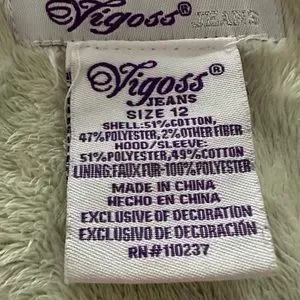 Vigoss® JEANS
Vigoss®
JEANS
SIZE 12
SHELL: 51% COTTON,
47% POLYESTER, 2% OTHER FIBER
HOOD/SLEEVE:
51% POLYESTER, 49% COTTON
LINING: FAUX FUR-100% POLYESTER
MADE IN CHINA
HECHO EN CHINA
EXCLUSIVE OF DECORATION
EXCLUSIVO DE DECORACIÓN
RN#110237